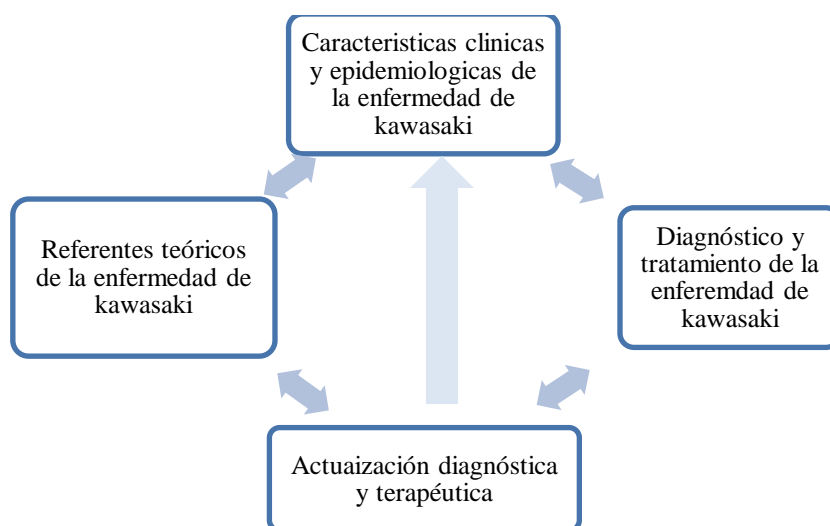 Caracteristicas clinicas
y epidemiologicas de
la enfermedad de
kawasaki
Referentes teóricos
de la enfermedad de
kawasaki
Diagnóstico y
tratamiento de la
enferemdad de
kawasaki
Actuaización diagnóstica
y terapéutica